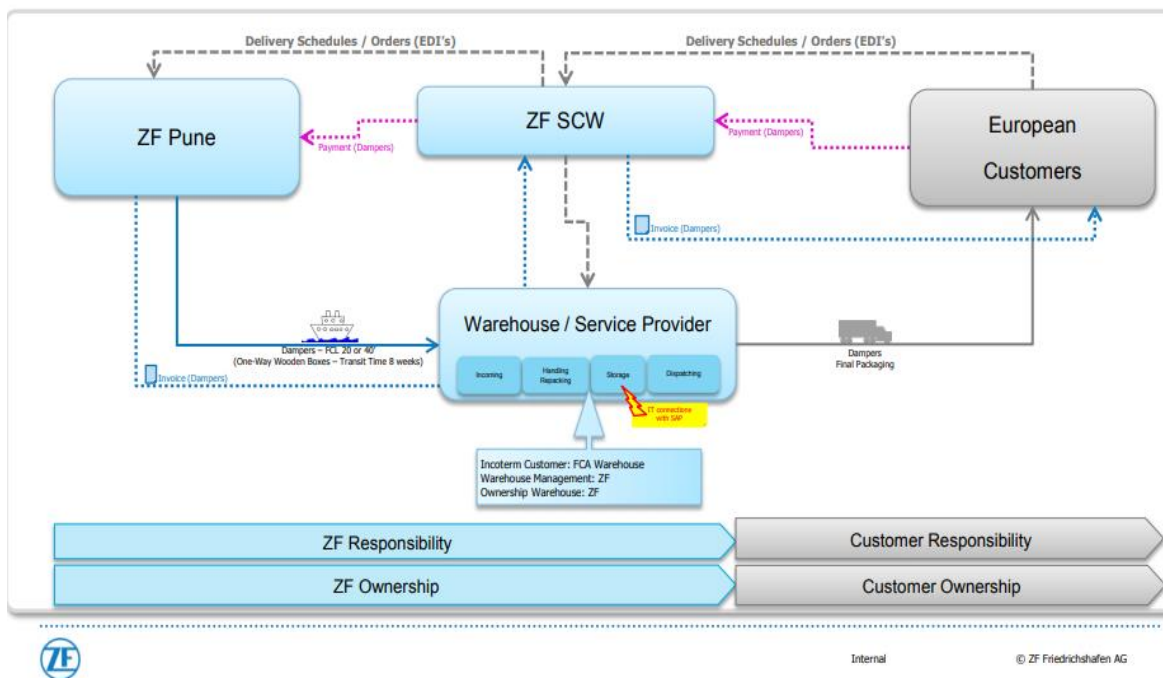 Delivery Schedules / Orders (EDI's)
Delivery Schedules / Orders (EDI's)
ZF Pune
ZF SCW
European
Customers
Payment (Dampers)
Payment (Dampers)
Invoice (Dampers)
Warehouse / Service Provider
Incoming
Handling
Repacking
Storage
Dispatching
Dampers – FCL 20 or 40'
(One-Way Wooden Boxes – Transit Time 8 weeks)
Invoice (Dampers)
Dampers
Final Packaging
IT connections
with SAP
Incoterm Customer: FCA Warehouse
Warehouse Management: ZF
Ownership Warehouse: ZF
ZF Responsibility
Customer Responsibility
ZF Ownership
Customer Ownership
ZF
Internal
© ZF Friedrichshafen AG